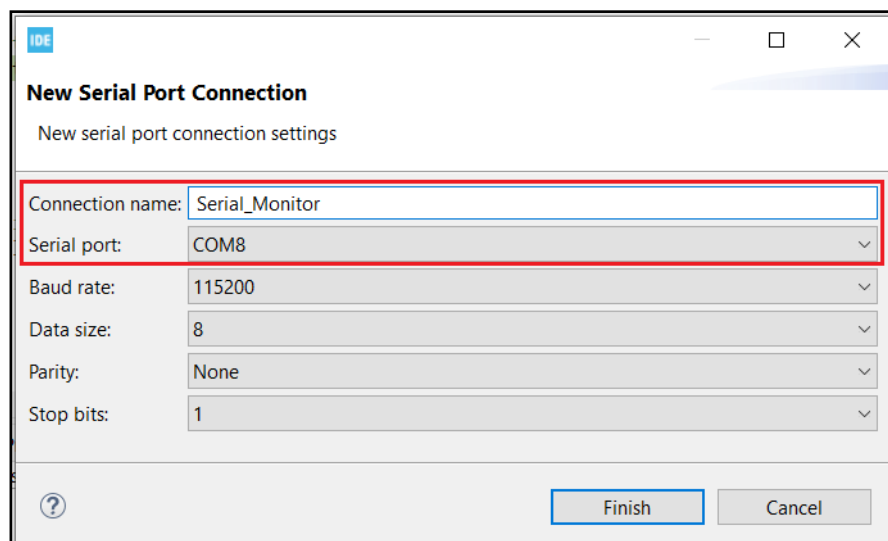 IDE
New Serial Port Connection
New serial port connection settings
Connection name: Serial_Monitor
Serial port: COM8
Baud rate: 115200
Data size: 8
Parity: None
Stop bits: 1
? Finish Cancel